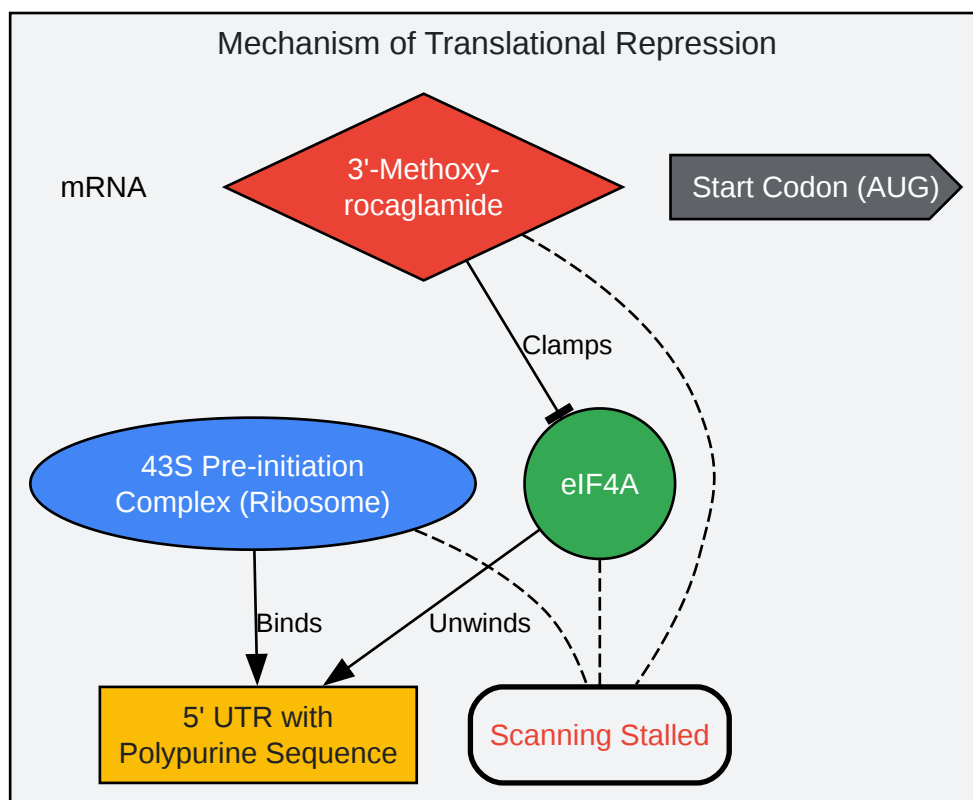 Mechanism of Translational Repression
mRNA
3'-Methoxy-
rocaglamide
Start Codon (AUG)
Clamps
43S Pre-initiation
Complex (Ribosome)
eIF4A
Binds
Unwinds
5' UTR with
Polypurine Sequence
Scanning Stalled